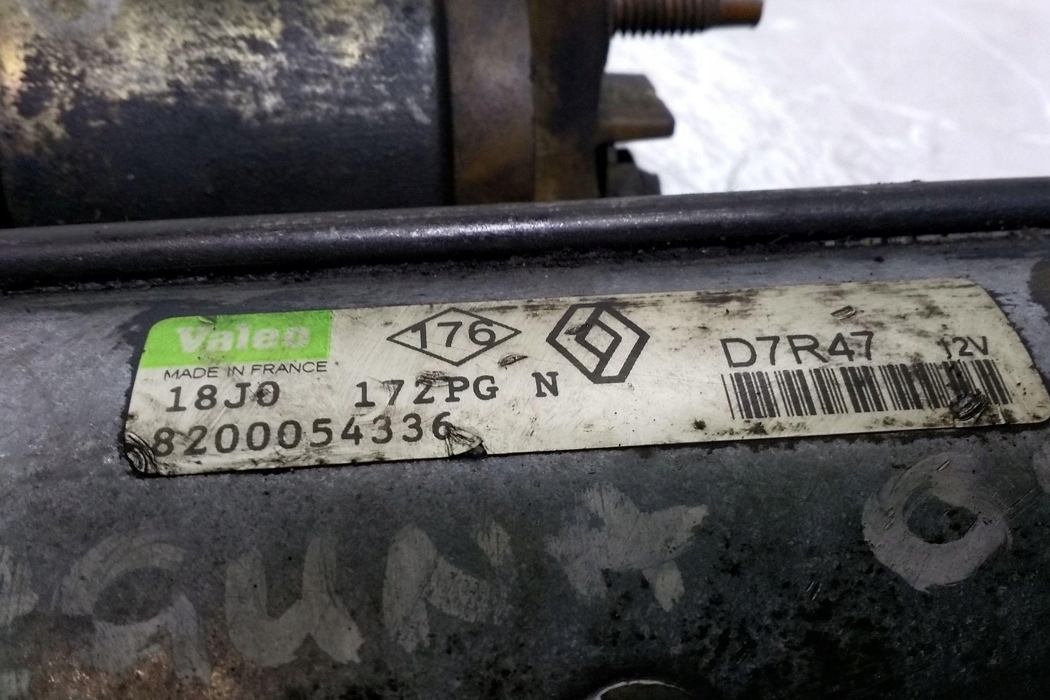 Valeo
MADE IN FRANCE
176
D7R47 12V
18J0 172PG N
8200054336